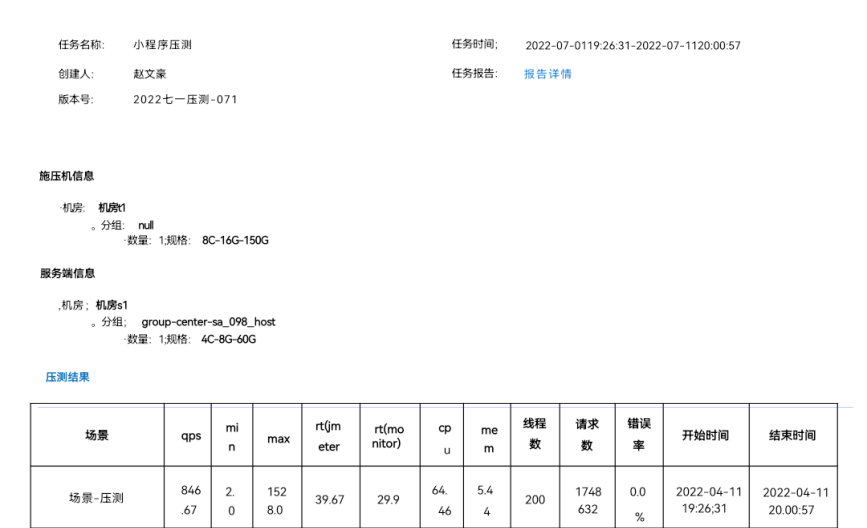 任务名称: 小程序压测 任务时间; 2022-07-0119:26:31-2022-07-1120:00:57
创建人: 赵文豪 任务报告: 报告详情
版本号: 2022七一压测-071
施压机信息
·机房: 机房t1
。分组: null
·数量: 1;规格: 8C-16G-150G
服务端信息
,机房; 机房s1
。分组; group-center-sa_098_host
·数量: 1;规格: 4C-8G-60G
压测结果
场景 qps min max rt(jmeter rt(monitor) cpu mem 线程数 请求数 错误率 开始时间 结束时间
场景-压测 846.67 2.0 1528.0 39.67 29.9 64.46 5.44 200 1748632 0.0% 2022-04-11 19:26;31 2022-04-11 20.00:57